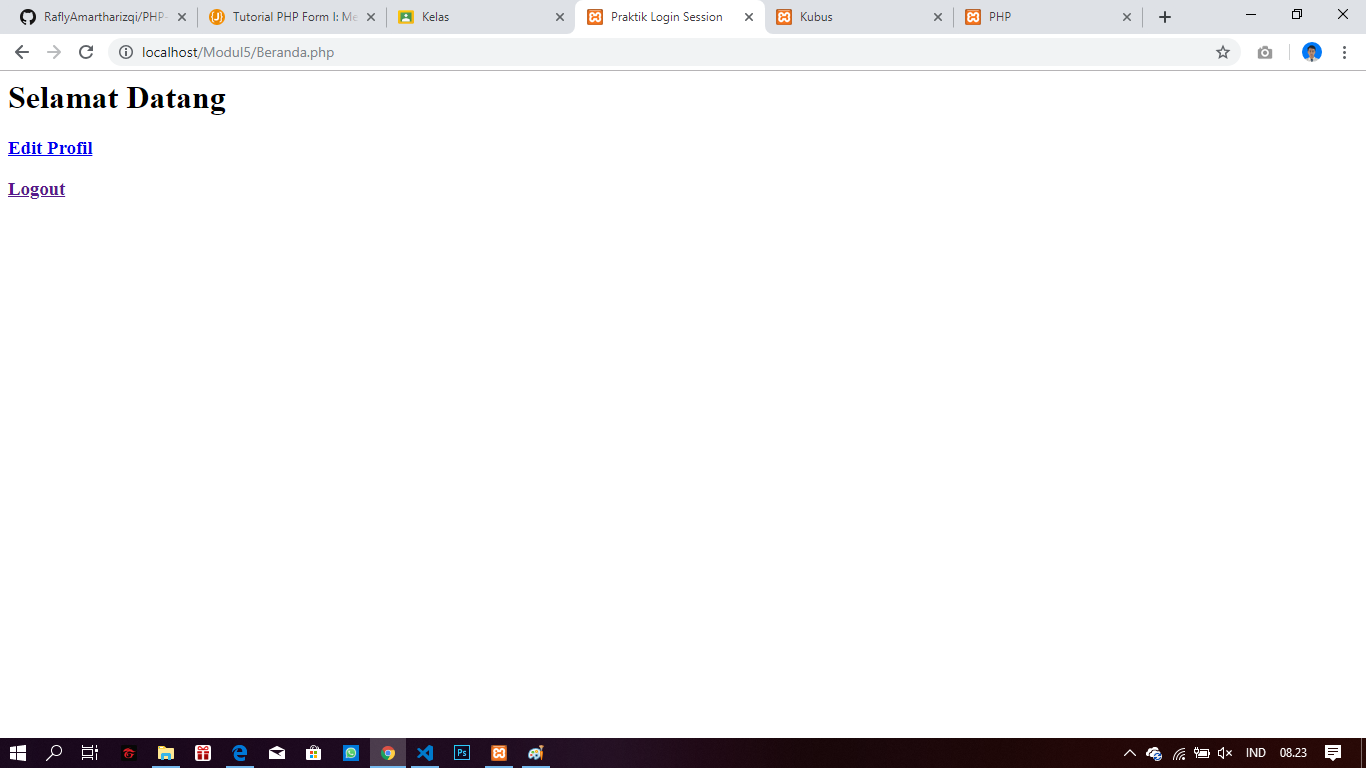 RaflyAmartharizqi/PHP-
Tutorial PHP Form I: Me
Kelas
Praktik Login Session
Kubus
PHP
localhost/Modul5/Beranda.php
Selamat Datang
Edit Profil
Logout
Ps
IND
08.23